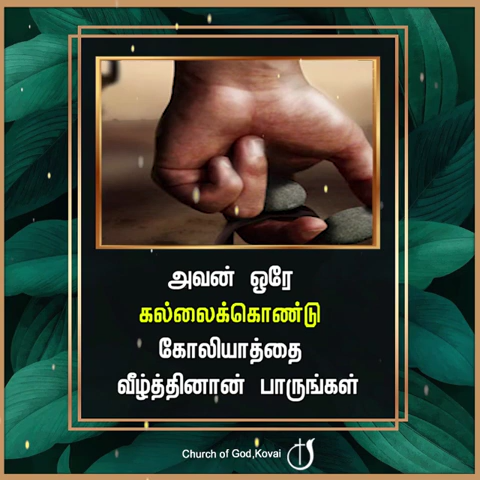 அவன் ஒரே
கல்லைக்கொண்டு
கோலியாத்தை
வீழ்த்தினான் பாருங்கள்
Church of God,Kovai